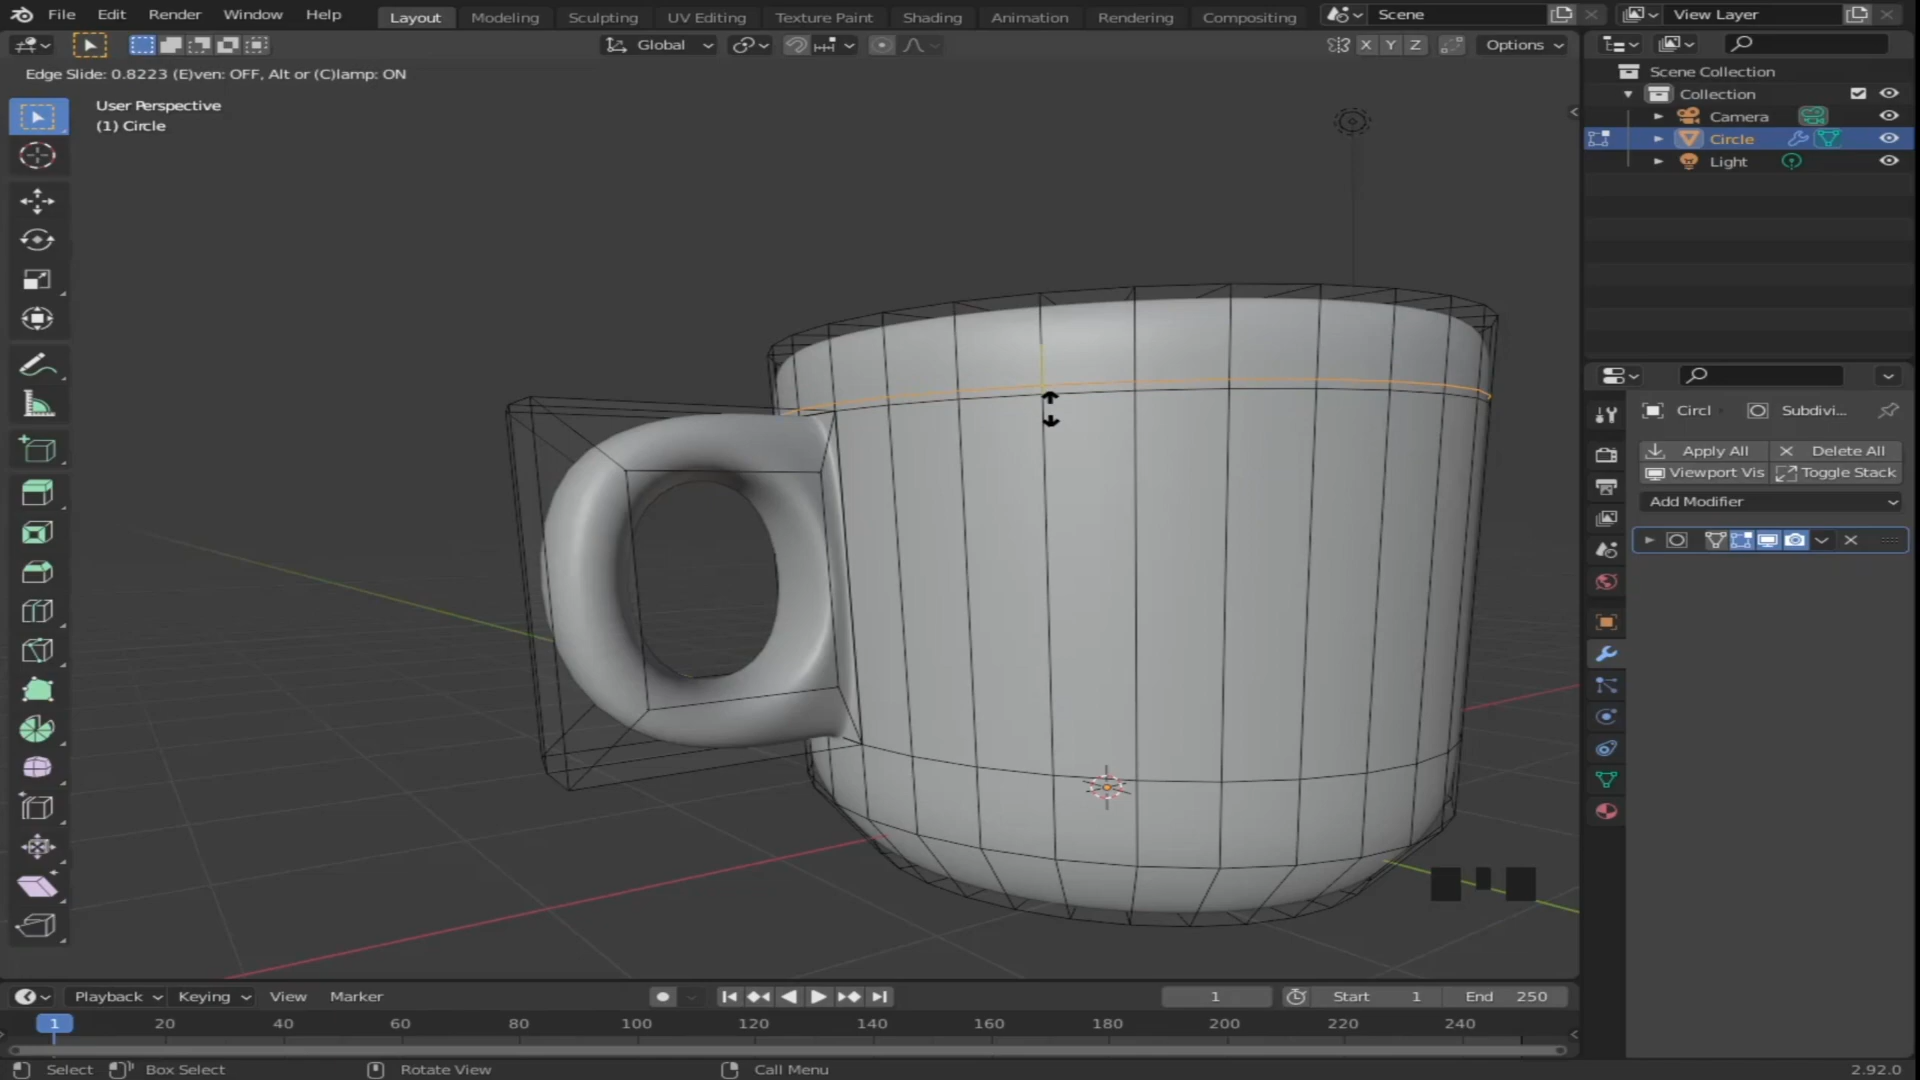 File Edit Render Window Help Layout Modeling Sculpting UV Editing Texture Paint Shading Animation Rendering Compositing Scene View Layer
Global X Y Z Options
Edge Slide: 0.8223 (E)ven: OFF, Alt or (C)lamp: ON
User Perspective
(1) Circle
Scene Collection
Collection
Camera
Circle
Light
Circl Subdivi...
Apply All Delete All
Viewport Vis Toggle Stack
Add Modifier
Playback Keying View Marker 1 Start 1 End 250
1 20 40 60 80 100 120 140 160 180 200 220 240
Select Box Select Rotate View Call Menu 2.92.0